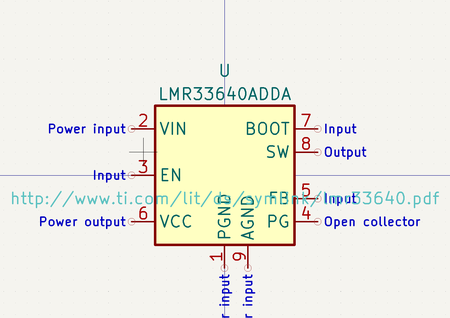 U
LMR33640ADDA
Power input 2 VIN BOOT 7 Input
SW 8 Output
Input 3 EN
http://www.ti.com/lit/ds/symlink/lmr33640.pdf
FB 5 Input
Power output 6 VCC PG 4 Open collector
PGND AGND
1 9
r input r input